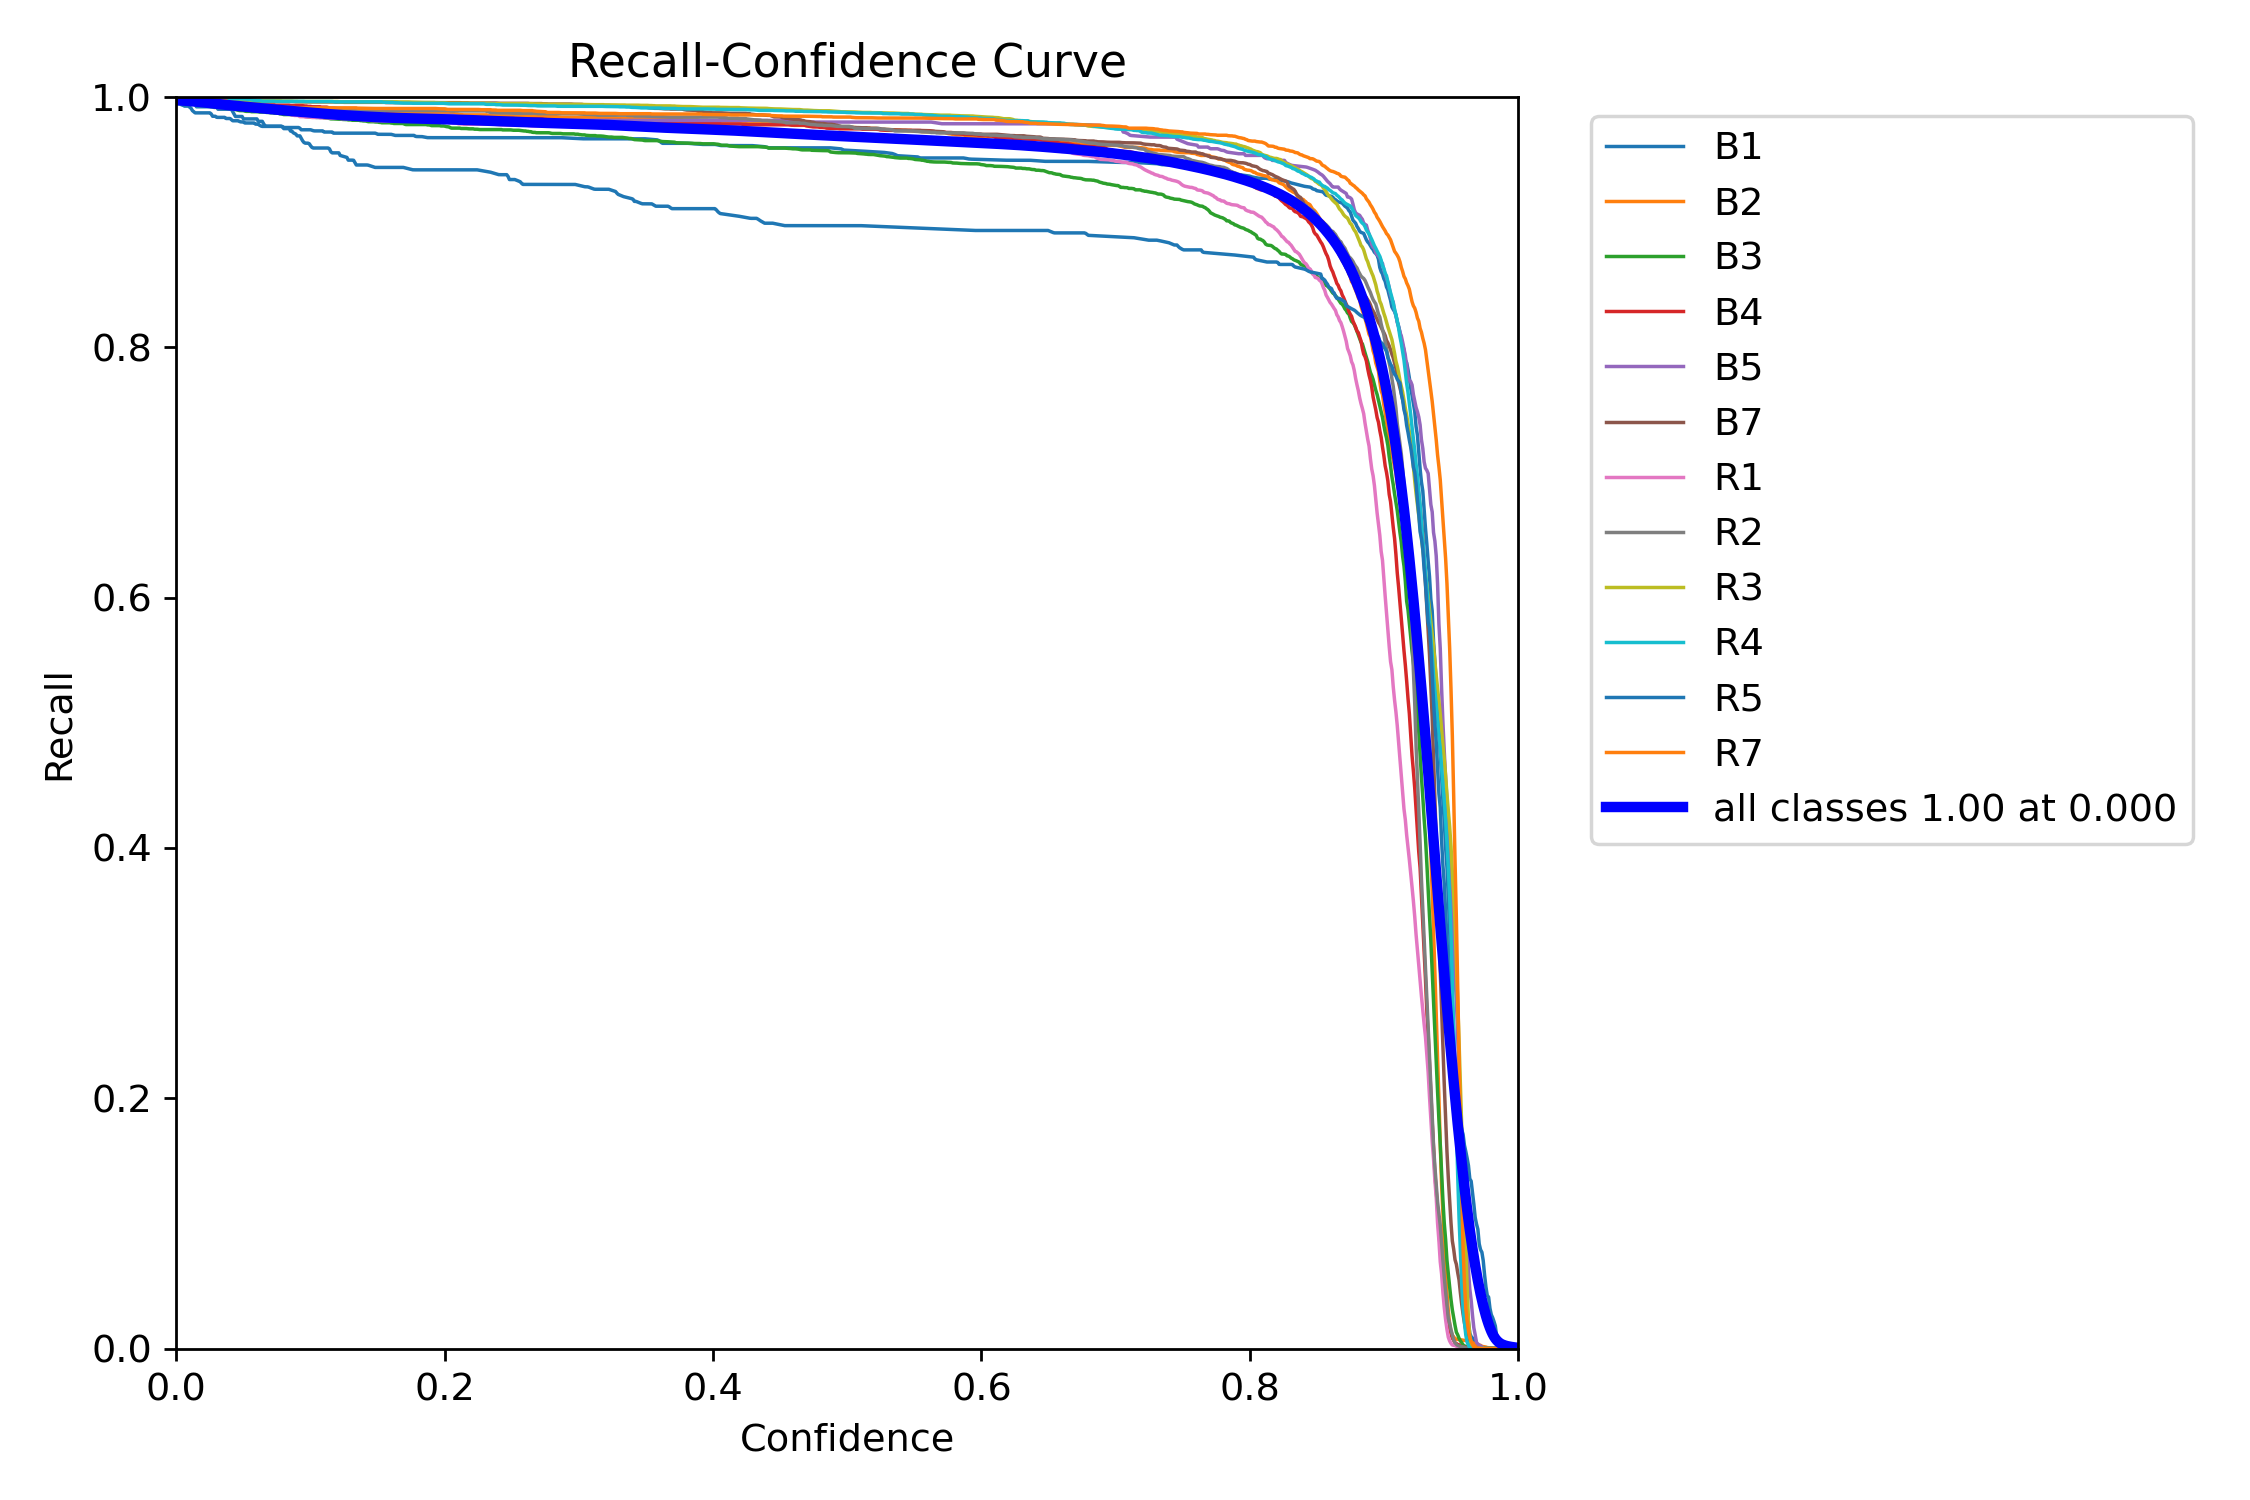 Recall-Confidence Curve
1.0
0.8
0.6
0.4
0.2
0.0
Recall
0.0 0.2 0.4 0.6 0.8 1.0
Confidence
B1
B2
B3
B4
B5
B7
R1
R2
R3
R4
R5
R7
all classes 1.00 at 0.000